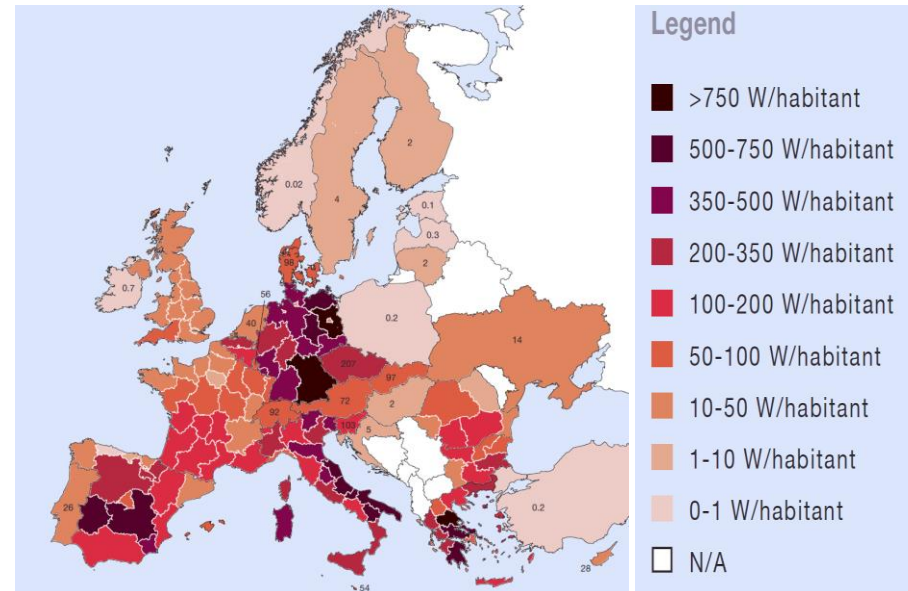 Legend
>750 W/habitant
500-750 W/habitant
350-500 W/habitant
200-350 W/habitant
100-200 W/habitant
50-100 W/habitant
10-50 W/habitant
1-10 W/habitant
0-1 W/habitant
N/A
2
0.02
4
0.1
0.3
2
98
0.7
56
40
0.2
14
207
97
72
92
2
103
5
26
0.2
28
54